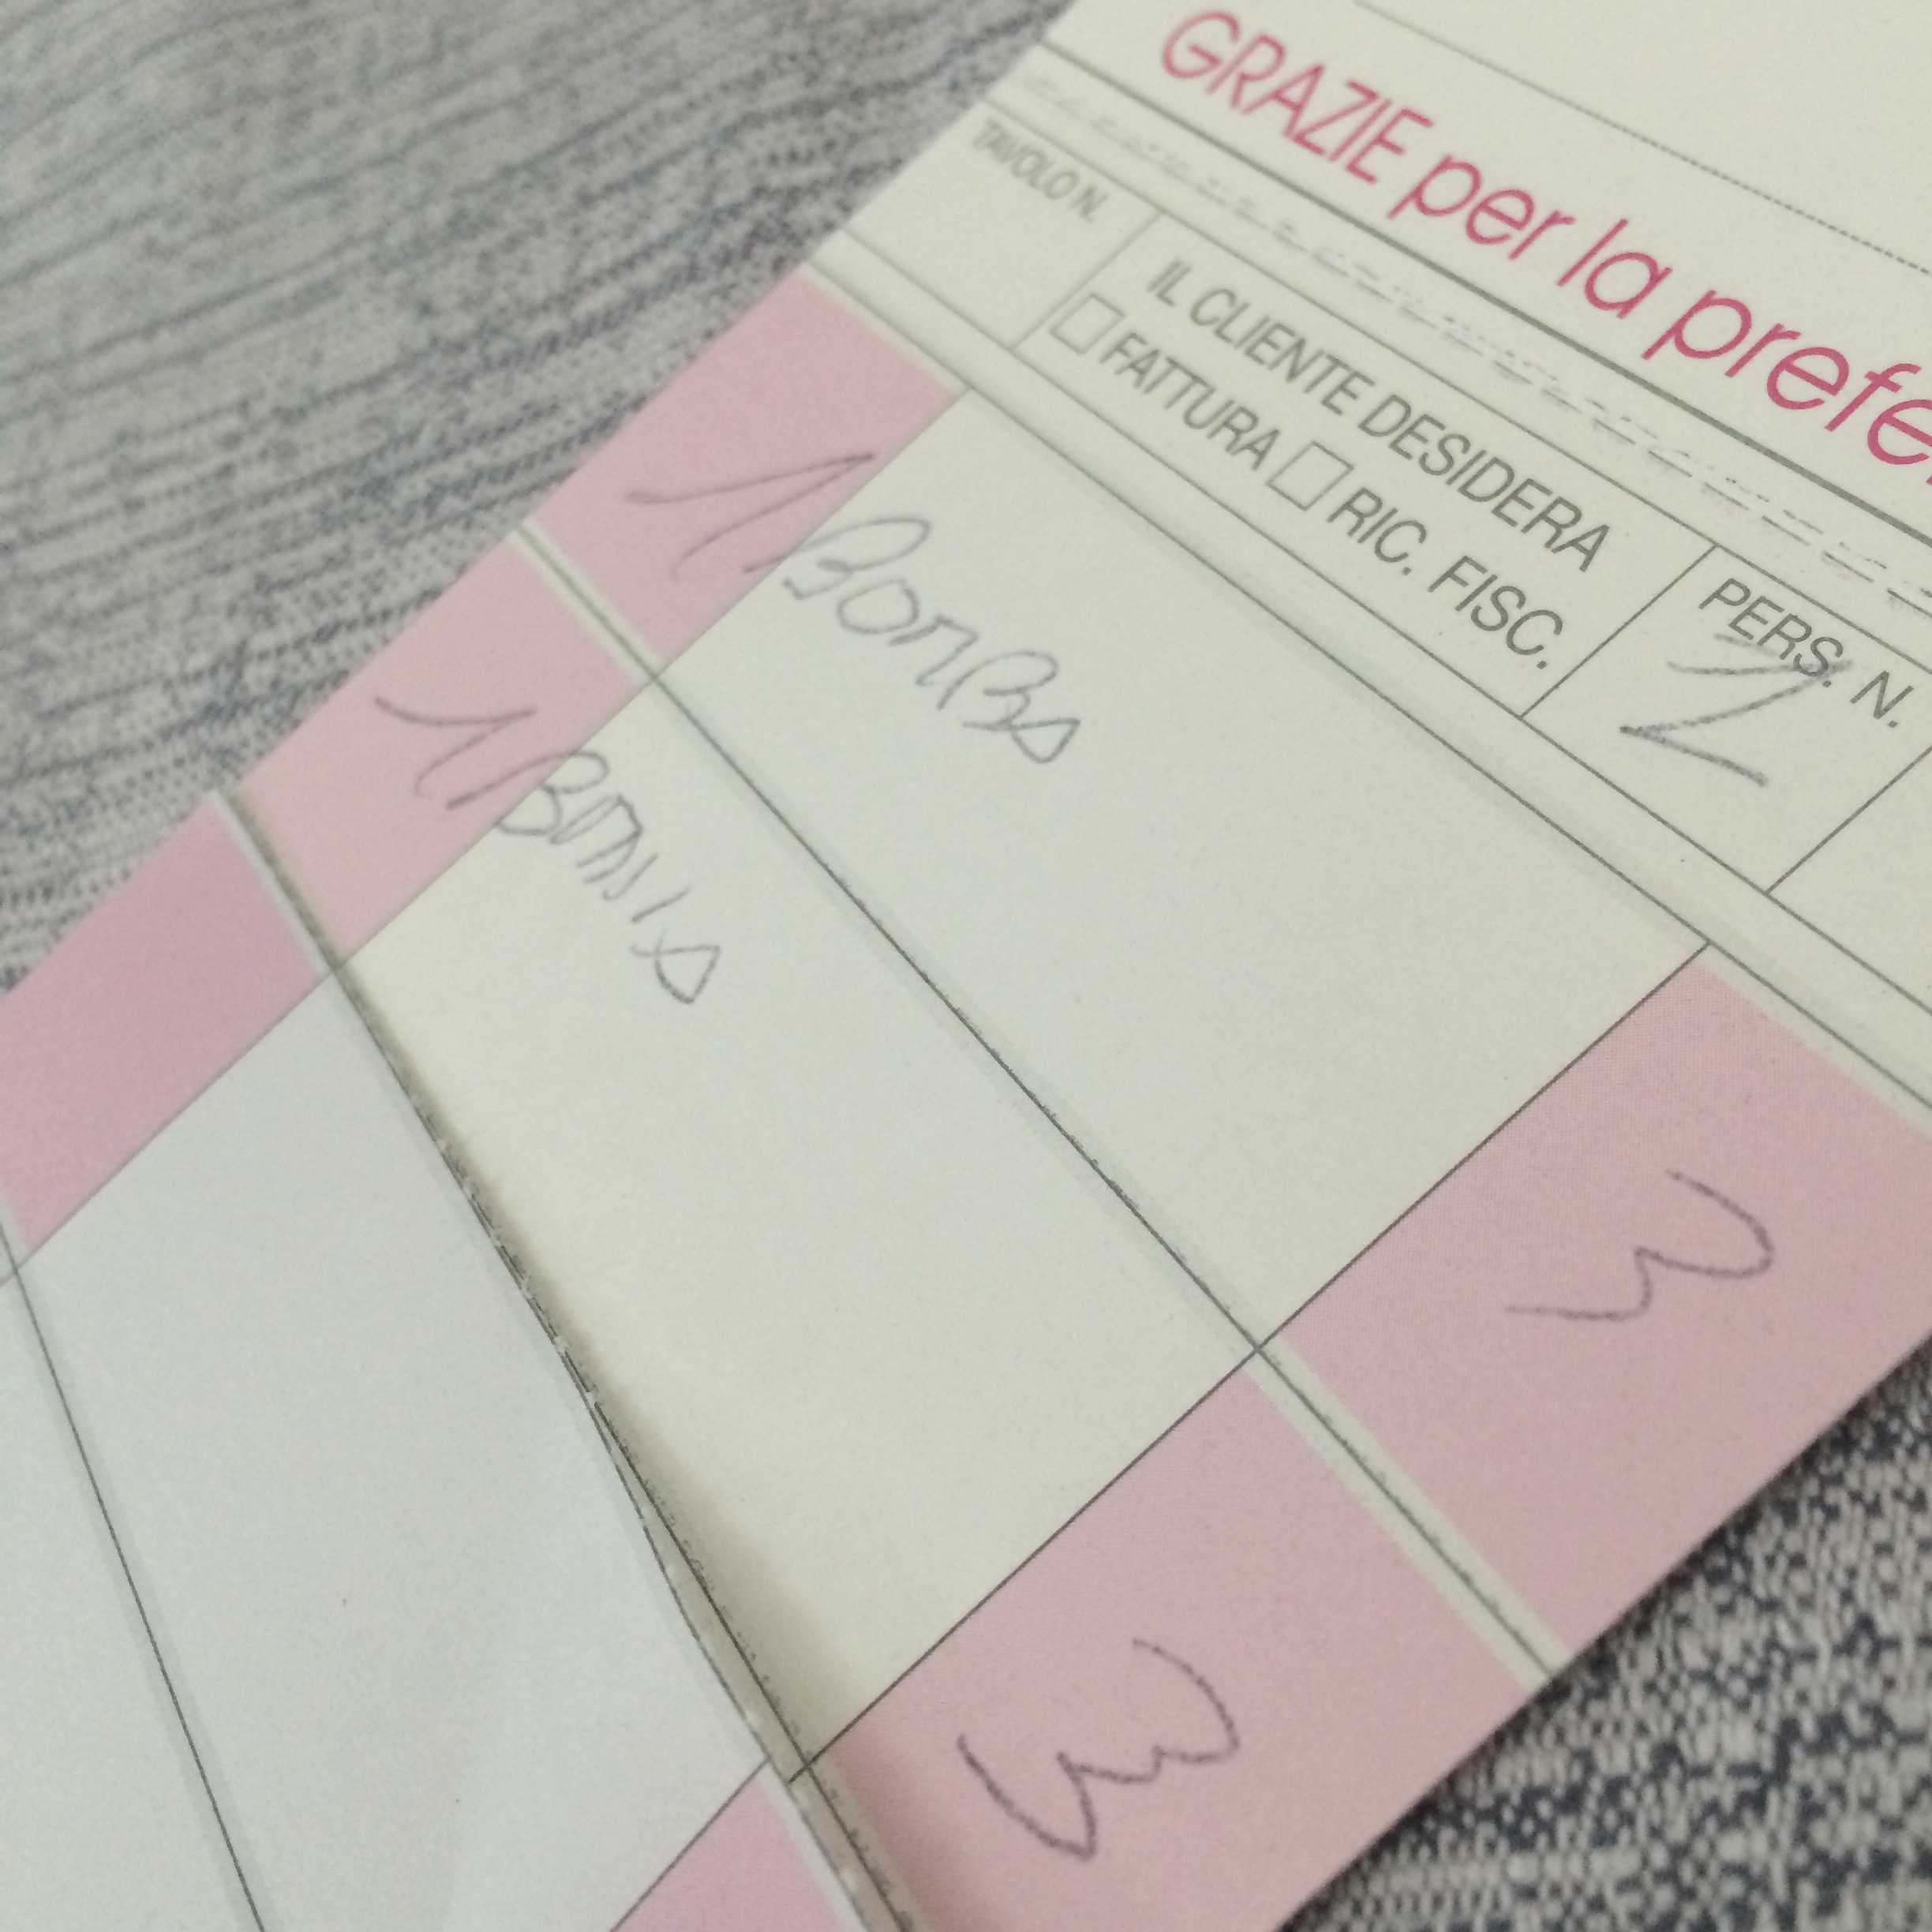 GRAZIE per la prefe
TAVOLO N.
IL CLIENTE DESIDERA
FATTURA RIC. FISC.
PERS. N.
2
1 BOMBA 3
1 3